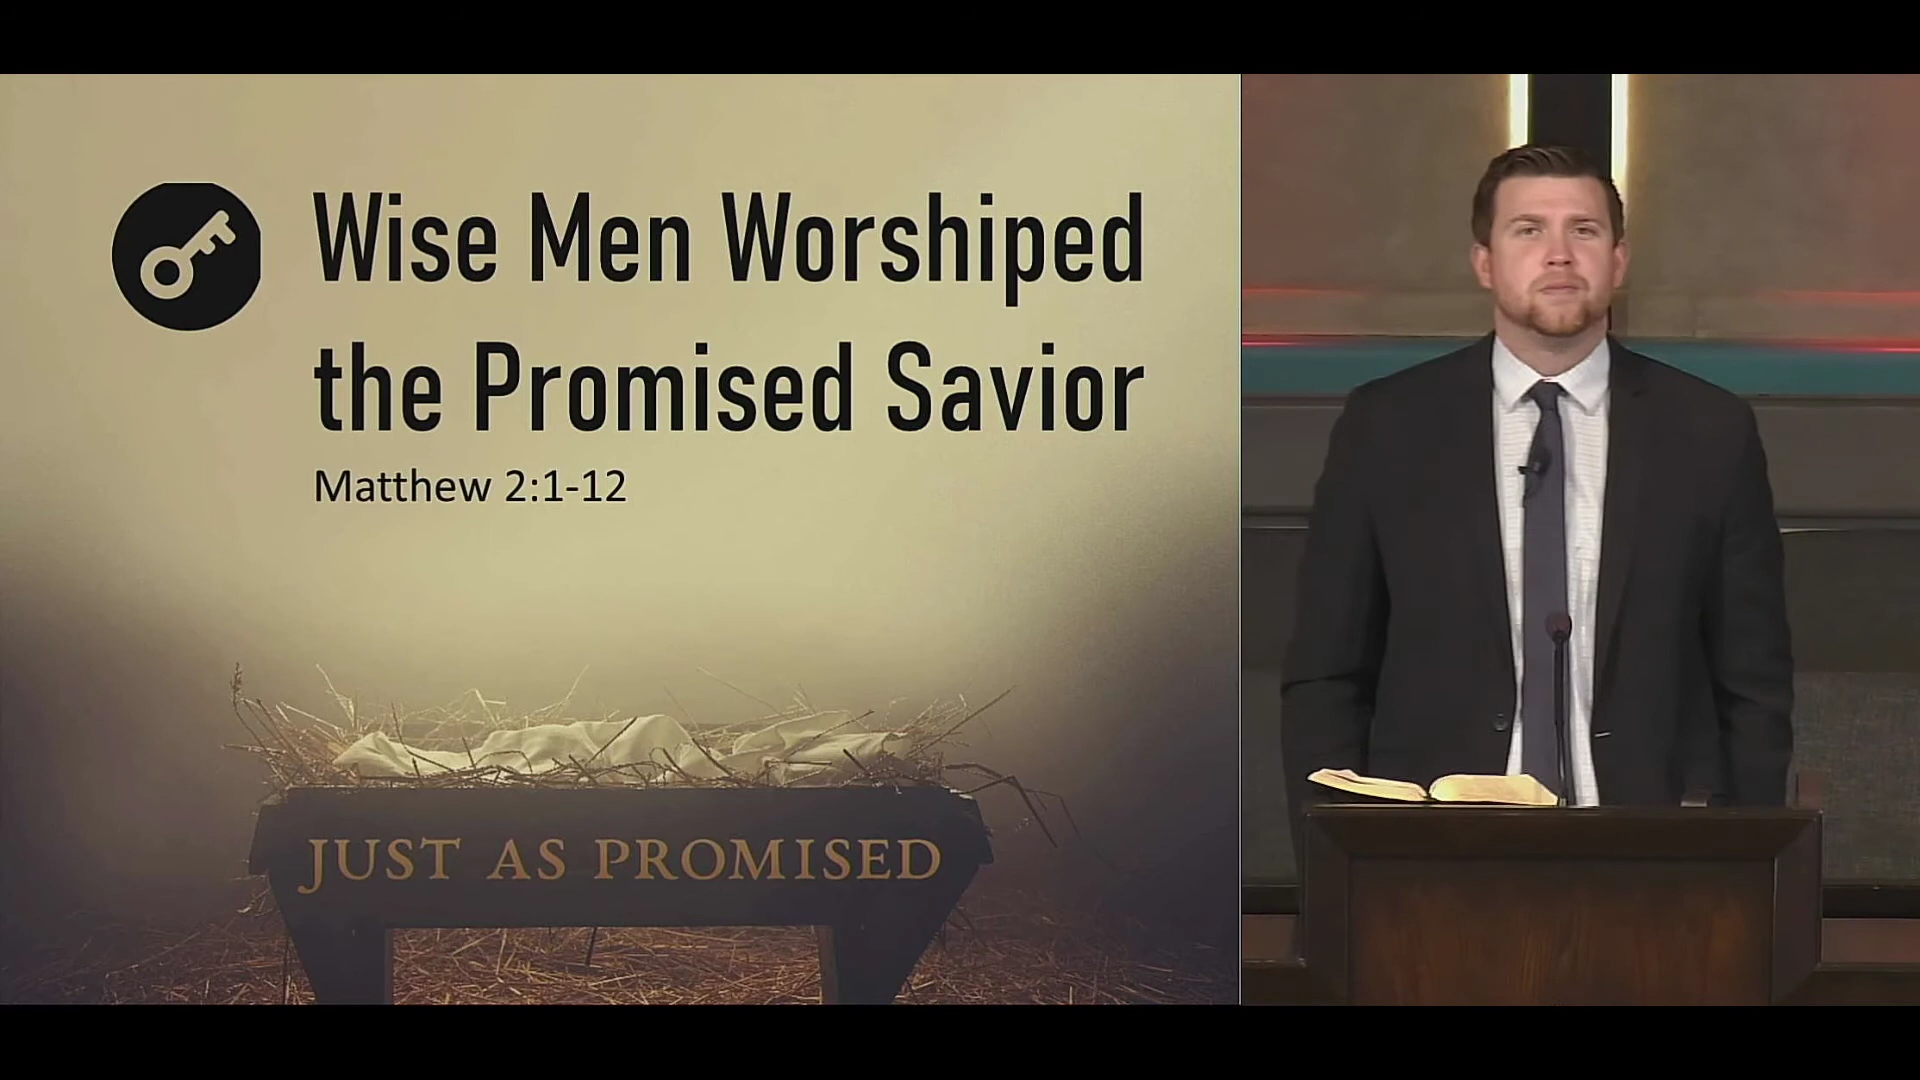 Wise Men Worshiped
the Promised Savior
Matthew 2:1-12
JUST AS PROMISED